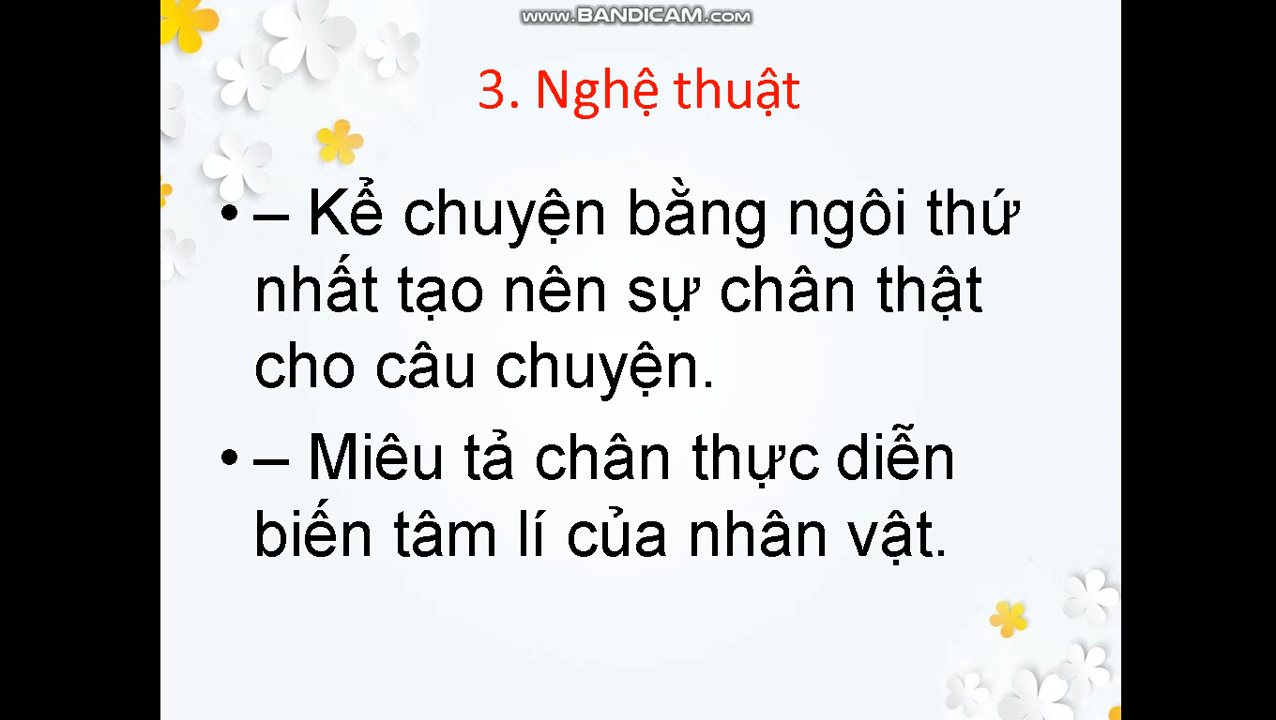 www.BANDICAM.com
3. Nghệ thuật
• – Kể chuyện bằng ngôi thứ
nhất tạo nên sự chân thật
cho câu chuyện.
• – Miêu tả chân thực diễn
biến tâm lí của nhân vật.